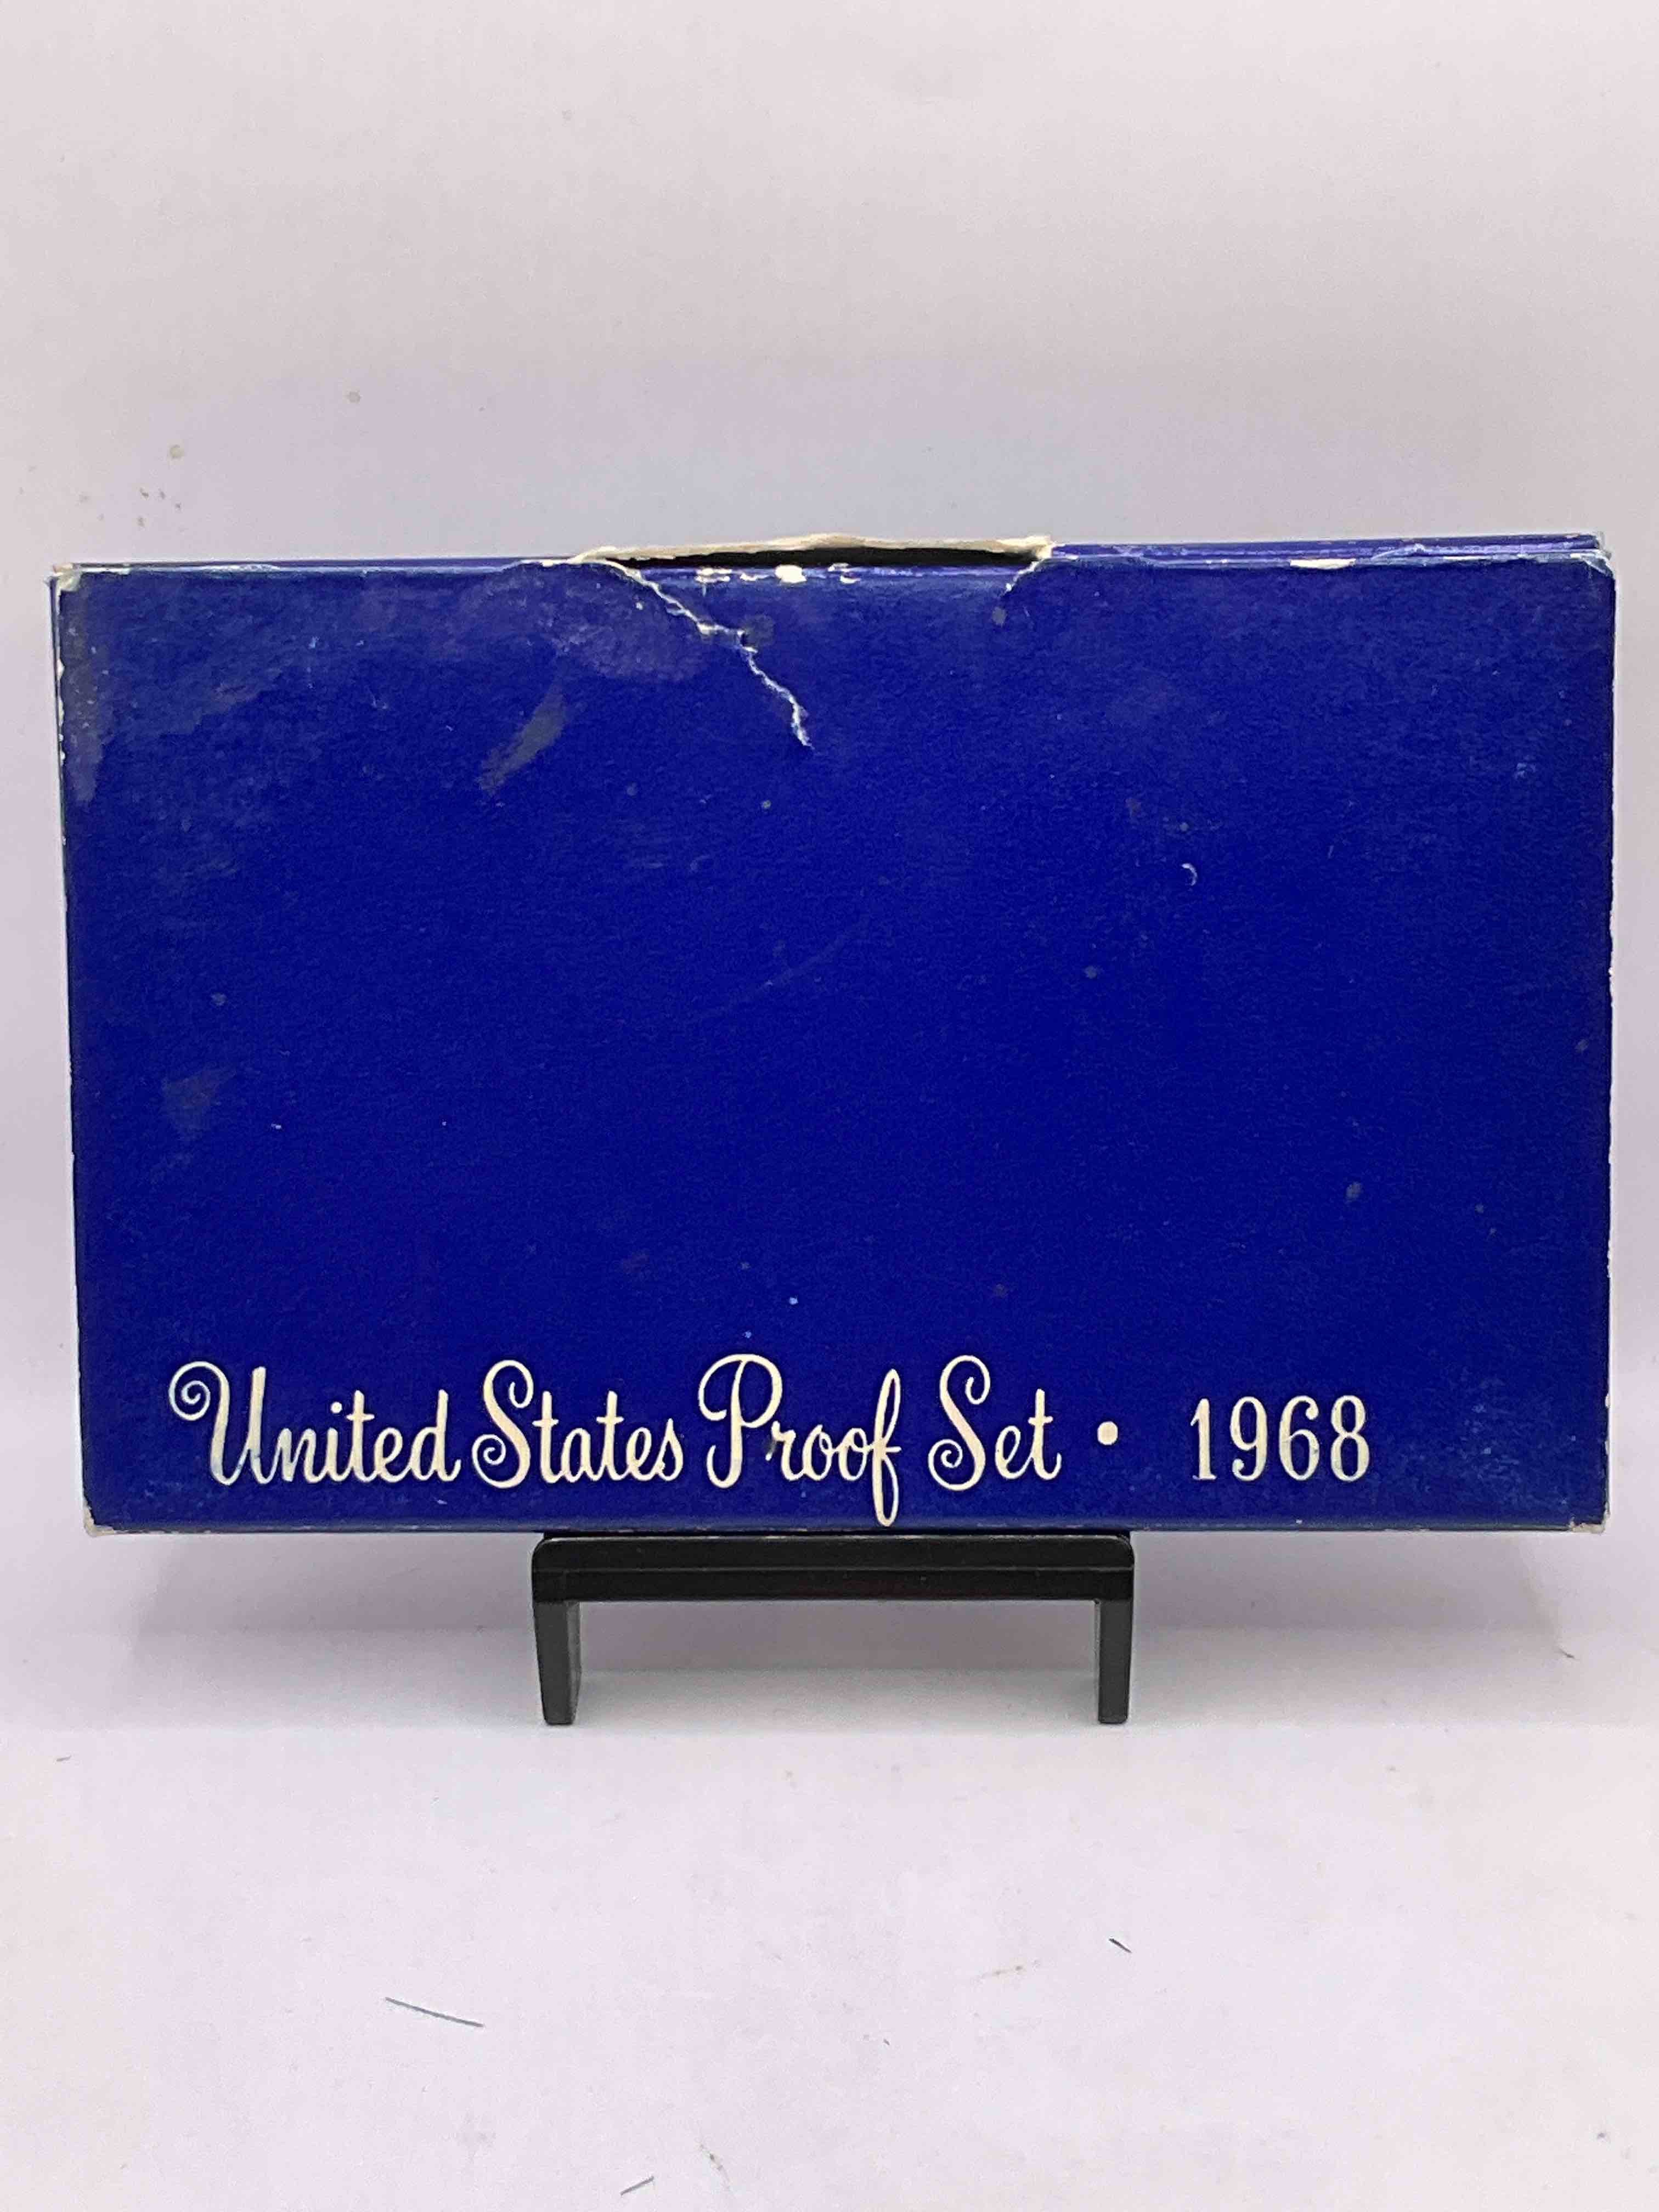 United States Proof Set • 1968